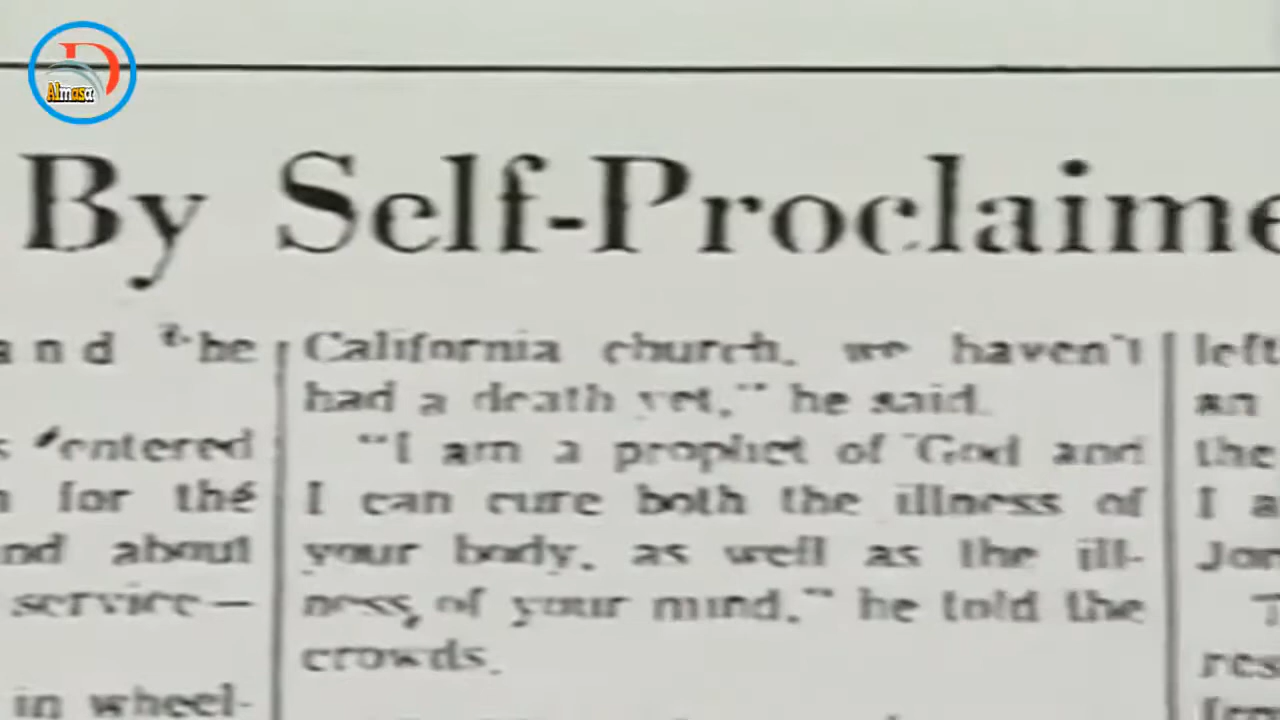 Almasa
By Self-Proclaime
and the
entered
for the
nd about
service—
in wheel-
California church, we haven't
had a death yet," he said.
"I am a prophet of God and
I can cure both the illness of
your body, as well as the ill-
ness of your mind," he told the
crowds.
left
an
the
I a
Jon
res